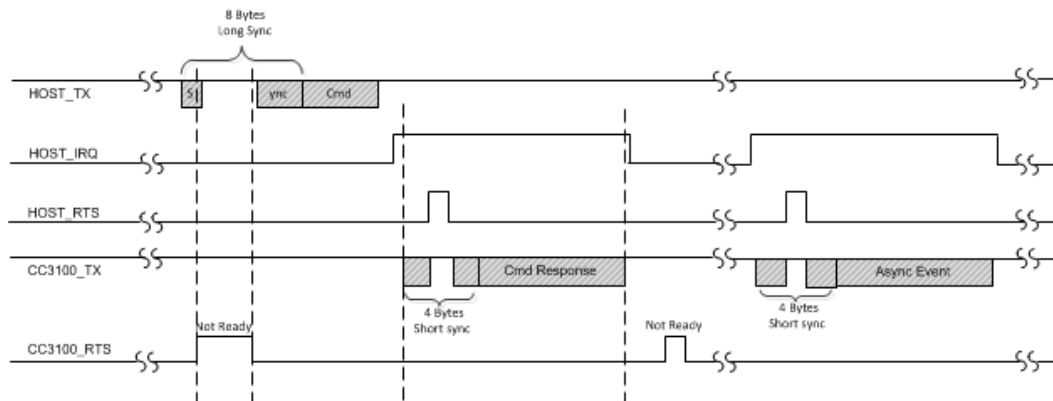 8 Bytes
Long Sync
HOST_TX
S
ync
Cmd
HOST_IRQ
HOST_RTS
CC3100_TX
Cmd Response
Async Event
4 Bytes
Short sync
4 Bytes
Short sync
Not Ready
Not Ready
CC3100_RTS